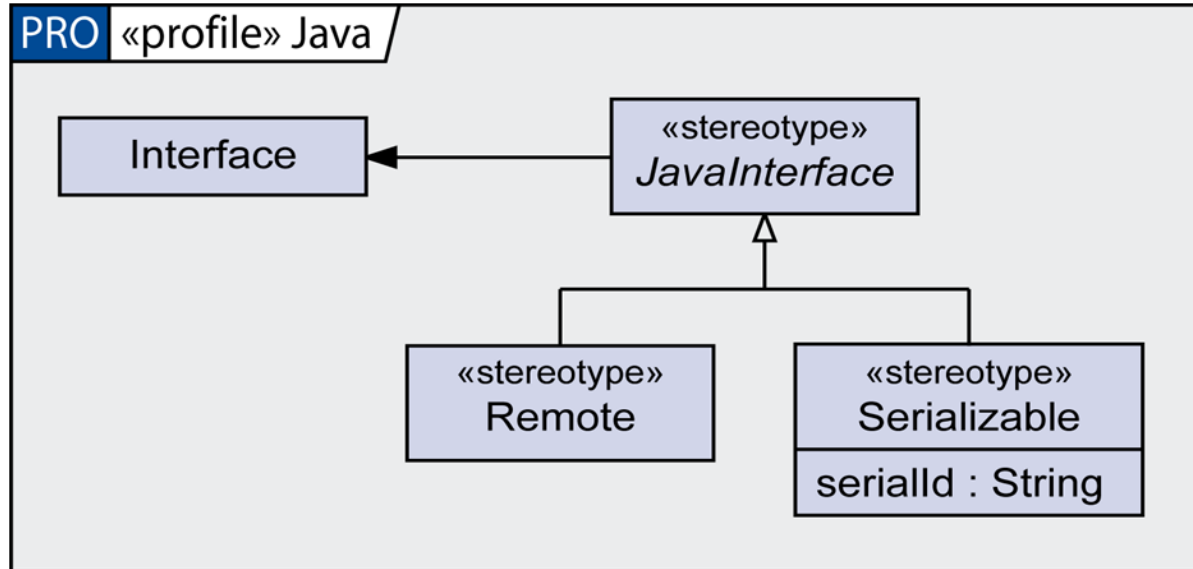 PRO «profile» Java
Interface
«stereotype»
JavaInterface
«stereotype»
Remote
«stereotype»
Serializable
serialId : String